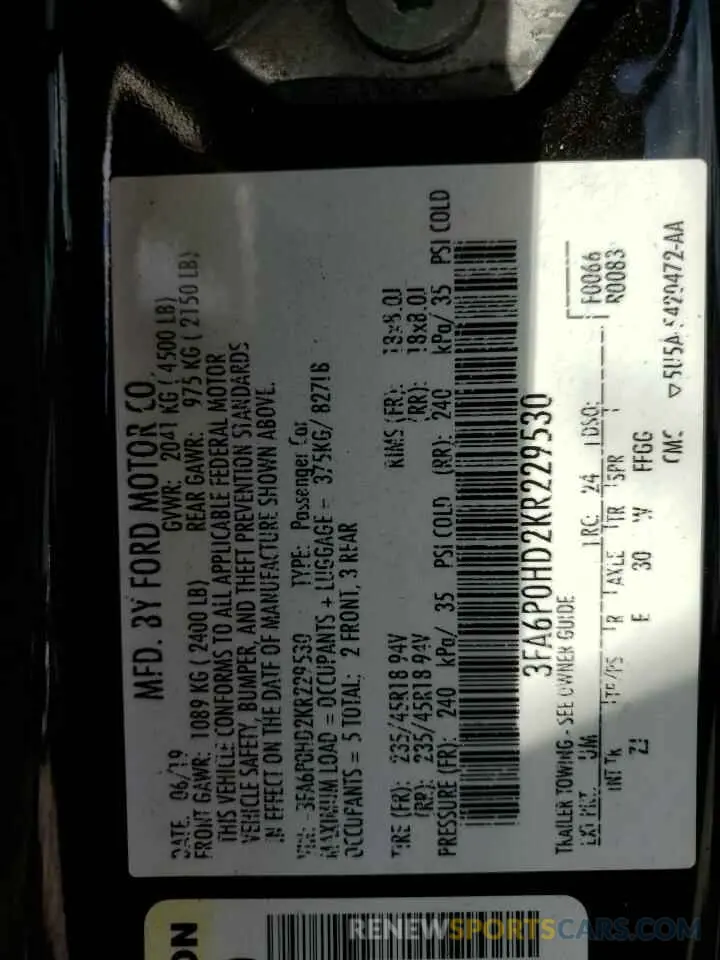 MFD. BY FORD MOTOR CO.
DATE: 06/19 GVWR: 2041 KG ( 4500 LB)
FRONT GAWR: 1089 KG ( 2400 LB) REAR GAWR: 975 KG ( 2150 LB)
THIS VEHICLE CONFORMS TO ALL APPLICABLE FEDERAL MOTOR
VEHICLE SAFETY, BUMPER, AND THEFT PREVENTION STANDARDS
IN EFFECT ON THE DATE OF MANUFACTURE SHOWN ABOVE.
VIN: 3FA6P0HD2KR229530 TYPE: Passenger Car
MAXIMUM LOAD = OCCUPANTS + LUGGAGE = 375KG/ 827lB
OCCUPANTS = 5 TOTAL; 2 FRONT, 3 REAR
TIRE (FR): 235/45R18 94V RIMS (FR): 18x8.0J
(RR): 235/45R18 94V (RR): 18x8.0J
PRESSURE (FR): 240 kPa/ 35 PSI COLD (RR): 240 kPa/ 35 PSI COLD
3FA6P0HD2KR229530
TRAILER TOWING - SEE OWNER GUIDE
F0066
R0083
EXT PNT: UM RC: 24 DSO:
INT TR TP/PS R AXLE TR SPR
ZJ E 30 W FFGG
FMC ▽5U5A
ON
RENEWSPORTSCARS.COM